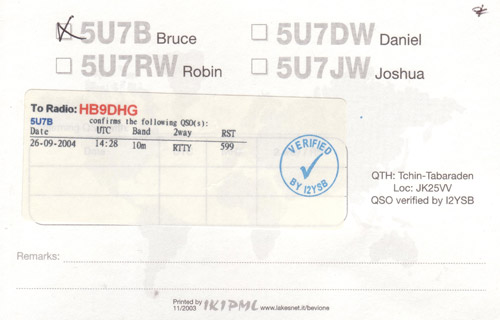 5U7B Bruce
5U7DW Daniel
5U7RW Robin
5U7JW Joshua
To Radio: HB9DHG
5U7B confirms the following QSO(s):
Date UTC Band 2way RST
26-09-2004 14:28 10m RTTY 599
VERIFIED
BY I2YSB
QTH: Tchin-Tabaraden
Loc: JK25VV
QSO verified by I2YSB
Remarks:
Printed by
11/2003 IK1PML www.lakesnet.it/bevione